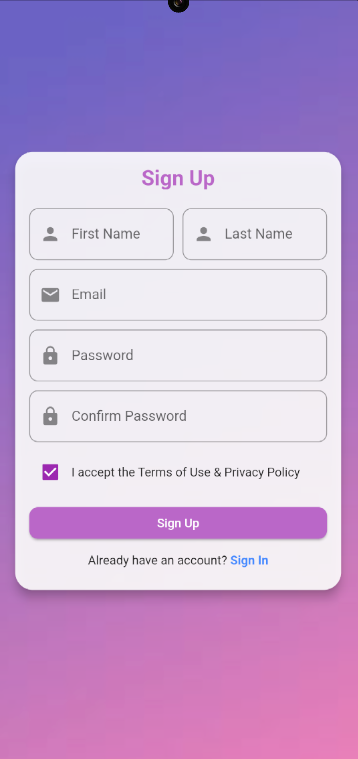 Sign Up
First Name Last Name
Email
Password
Confirm Password
I accept the Terms of Use & Privacy Policy
Sign Up
Already have an account? Sign In